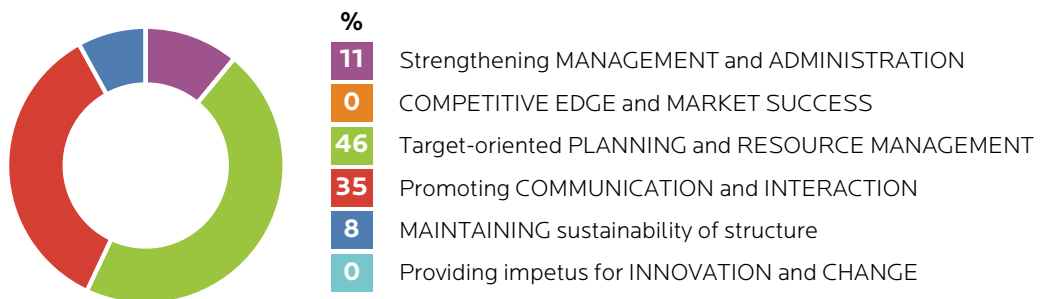 %
11 Strengthening MANAGEMENT and ADMINISTRATION
0 COMPETITIVE EDGE and MARKET SUCCESS
46 Target-oriented PLANNING and RESOURCE MANAGEMENT
35 Promoting COMMUNICATION and INTERACTION
8 MAINTAINING sustainability of structure
0 Providing impetus for INNOVATION and CHANGE